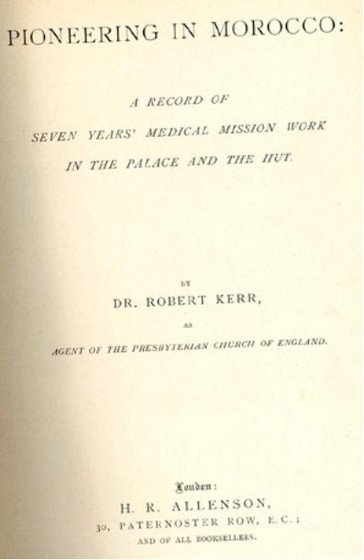 PIONEERING IN MOROCCO:
A RECORD OF
SEVEN YEARS' MEDICAL MISSION WORK
IN THE PALACE AND THE HUT.
BY
DR. ROBERT KERR,
AS
AGENT OF THE PRESBYTERIAN CHURCH OF ENGLAND.
London:
H. R. ALLENSON,
30, PATERNOSTER ROW, E.C.;
AND OF ALL BOOKSELLERS.